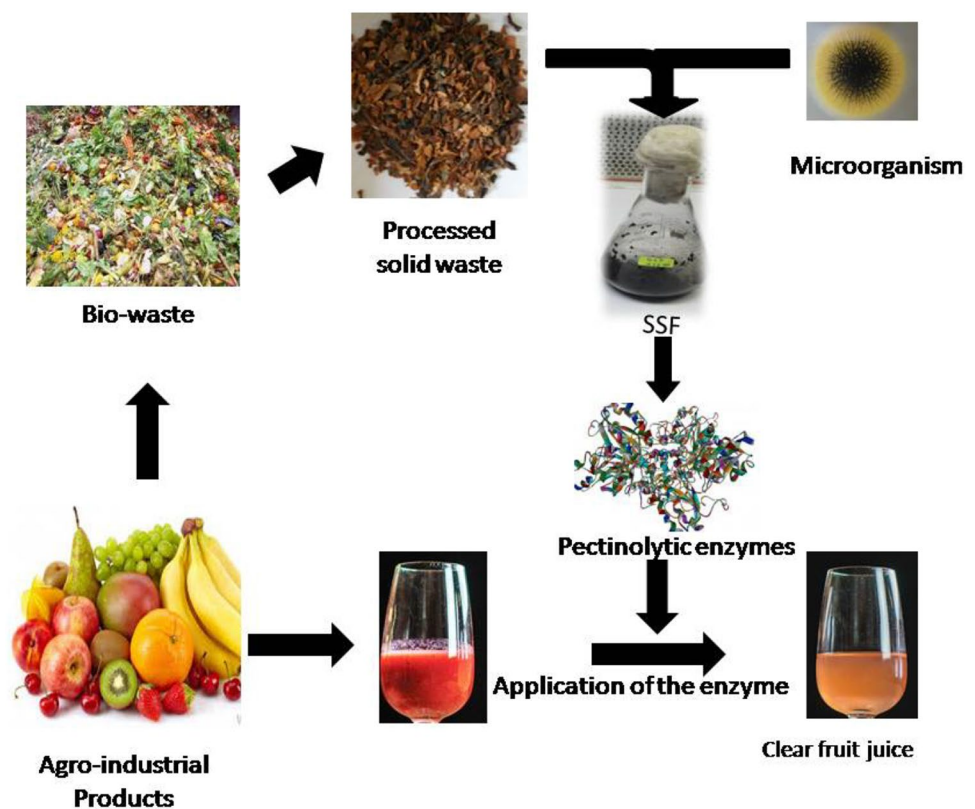 Microorganism
Processed
solid waste
Bio-waste
SSF
Pectinolytic enzymes
Application of the enzyme
Clear fruit juice
Agro-industrial
Products